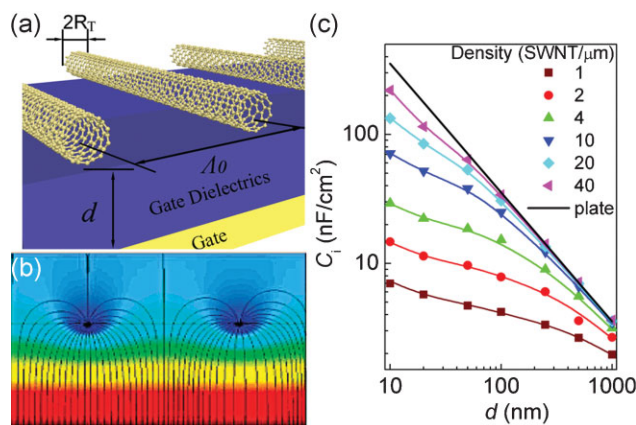 (a)
2R_T
Λ0
d
Gate Dielectrics
Gate
(b)
(c)
Density (SWNT/μm)
1
2
4
10
20
40
plate
100
10
C_i (nF/cm²)
10 100 1000
d (nm)